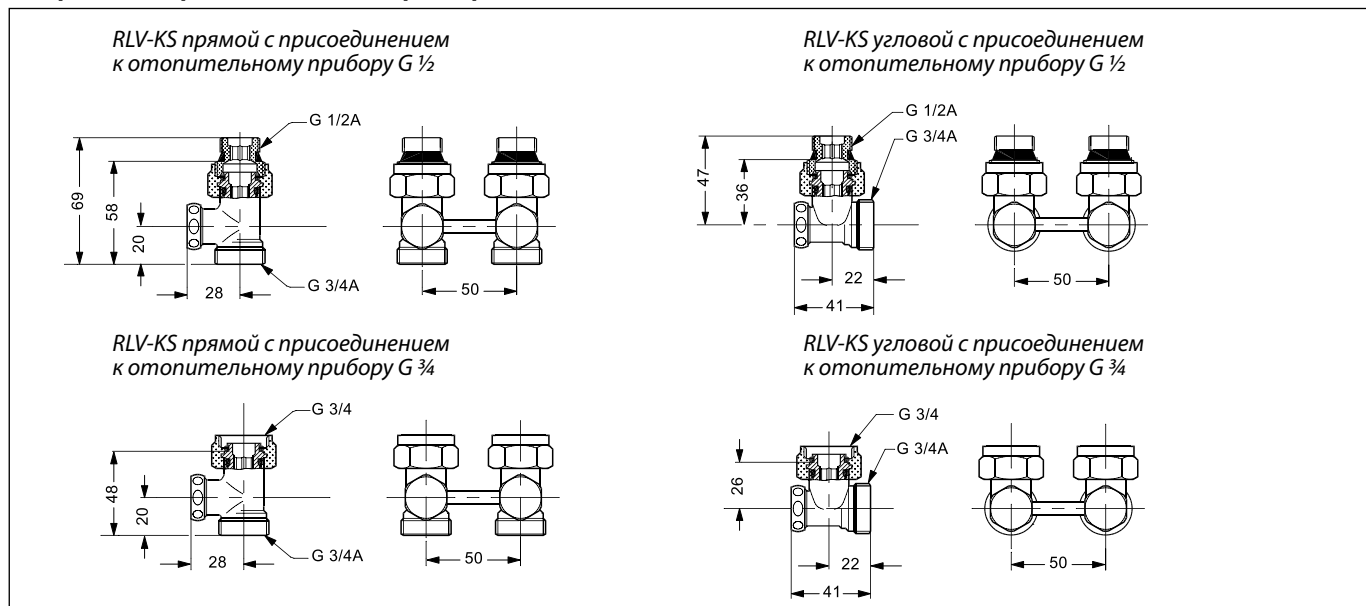 RLV-KS прямой с присоединением
к отопительному прибору G ½
G 1/2A
69
58
20
28
G 3/4A
50
RLV-KS угловой с присоединением
к отопительному прибору G ½
G 1/2A
G 3/4A
47
36
22
41
50
RLV-KS прямой с присоединением
к отопительному прибору G ¾
G 3/4
48
20
28
G 3/4A
50
RLV-KS угловой с присоединением
к отопительному прибору G ¾
G 3/4
G 3/4A
26
22
41
50